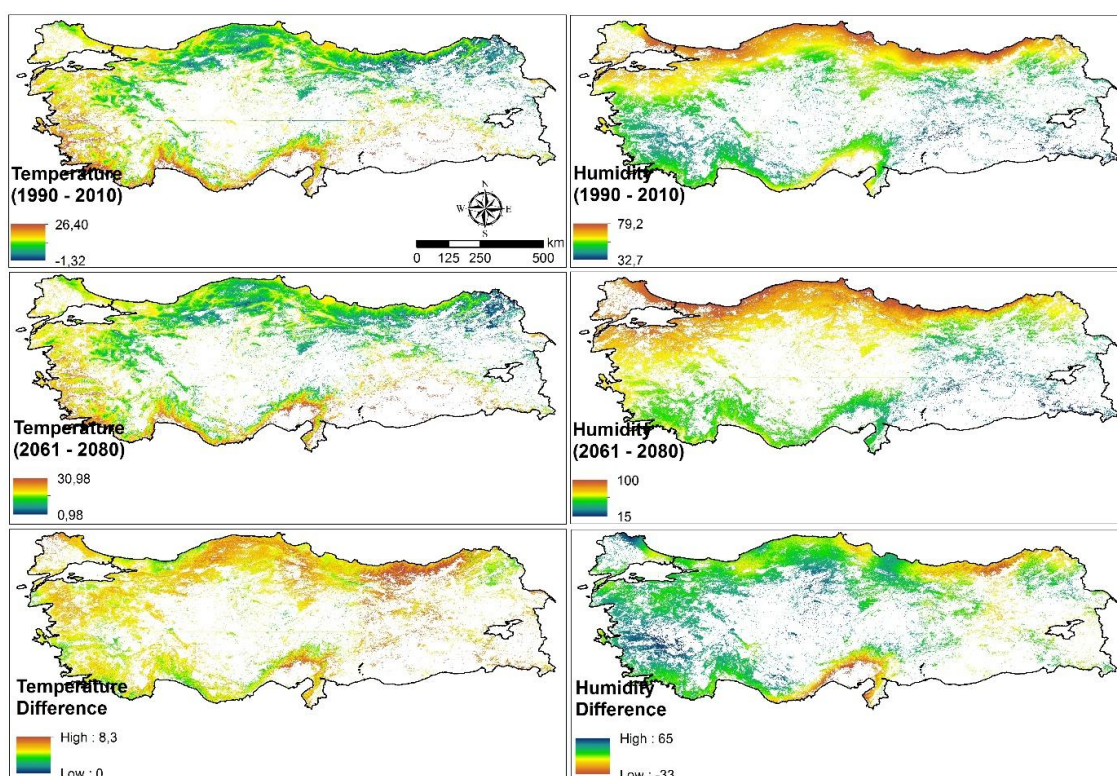 Temperature
(1990 - 2010)
26,40
-1,32
N
W E
S
km
0 125 250 500
Humidity
(1990 - 2010)
79,2
32,7
Temperature
(2061 - 2080)
30,98
0,98
Humidity
(2061 - 2080)
100
15
Temperature
Difference
High : 8,3
Low : 0
Humidity
Difference
High : 65
Low : -33